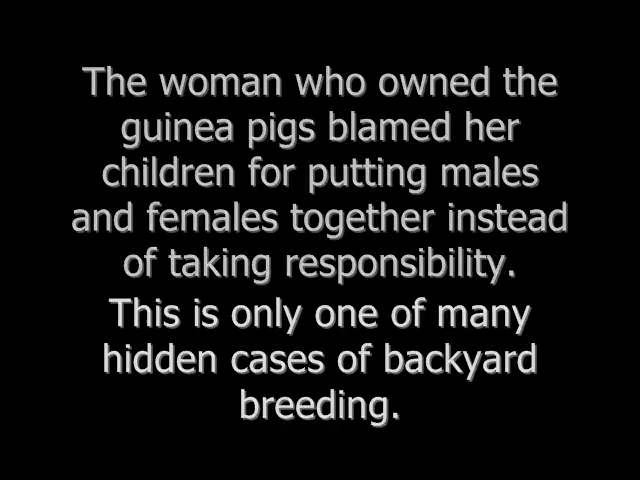 The woman who owned the
guinea pigs blamed her
children for putting males
and females together instead
of taking responsibility.
This is only one of many
hidden cases of backyard
breeding.